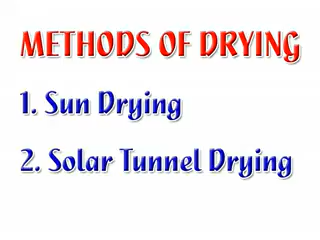 METHODS OF DRYING
1. Sun Drying
2. Solar Tunnel Drying